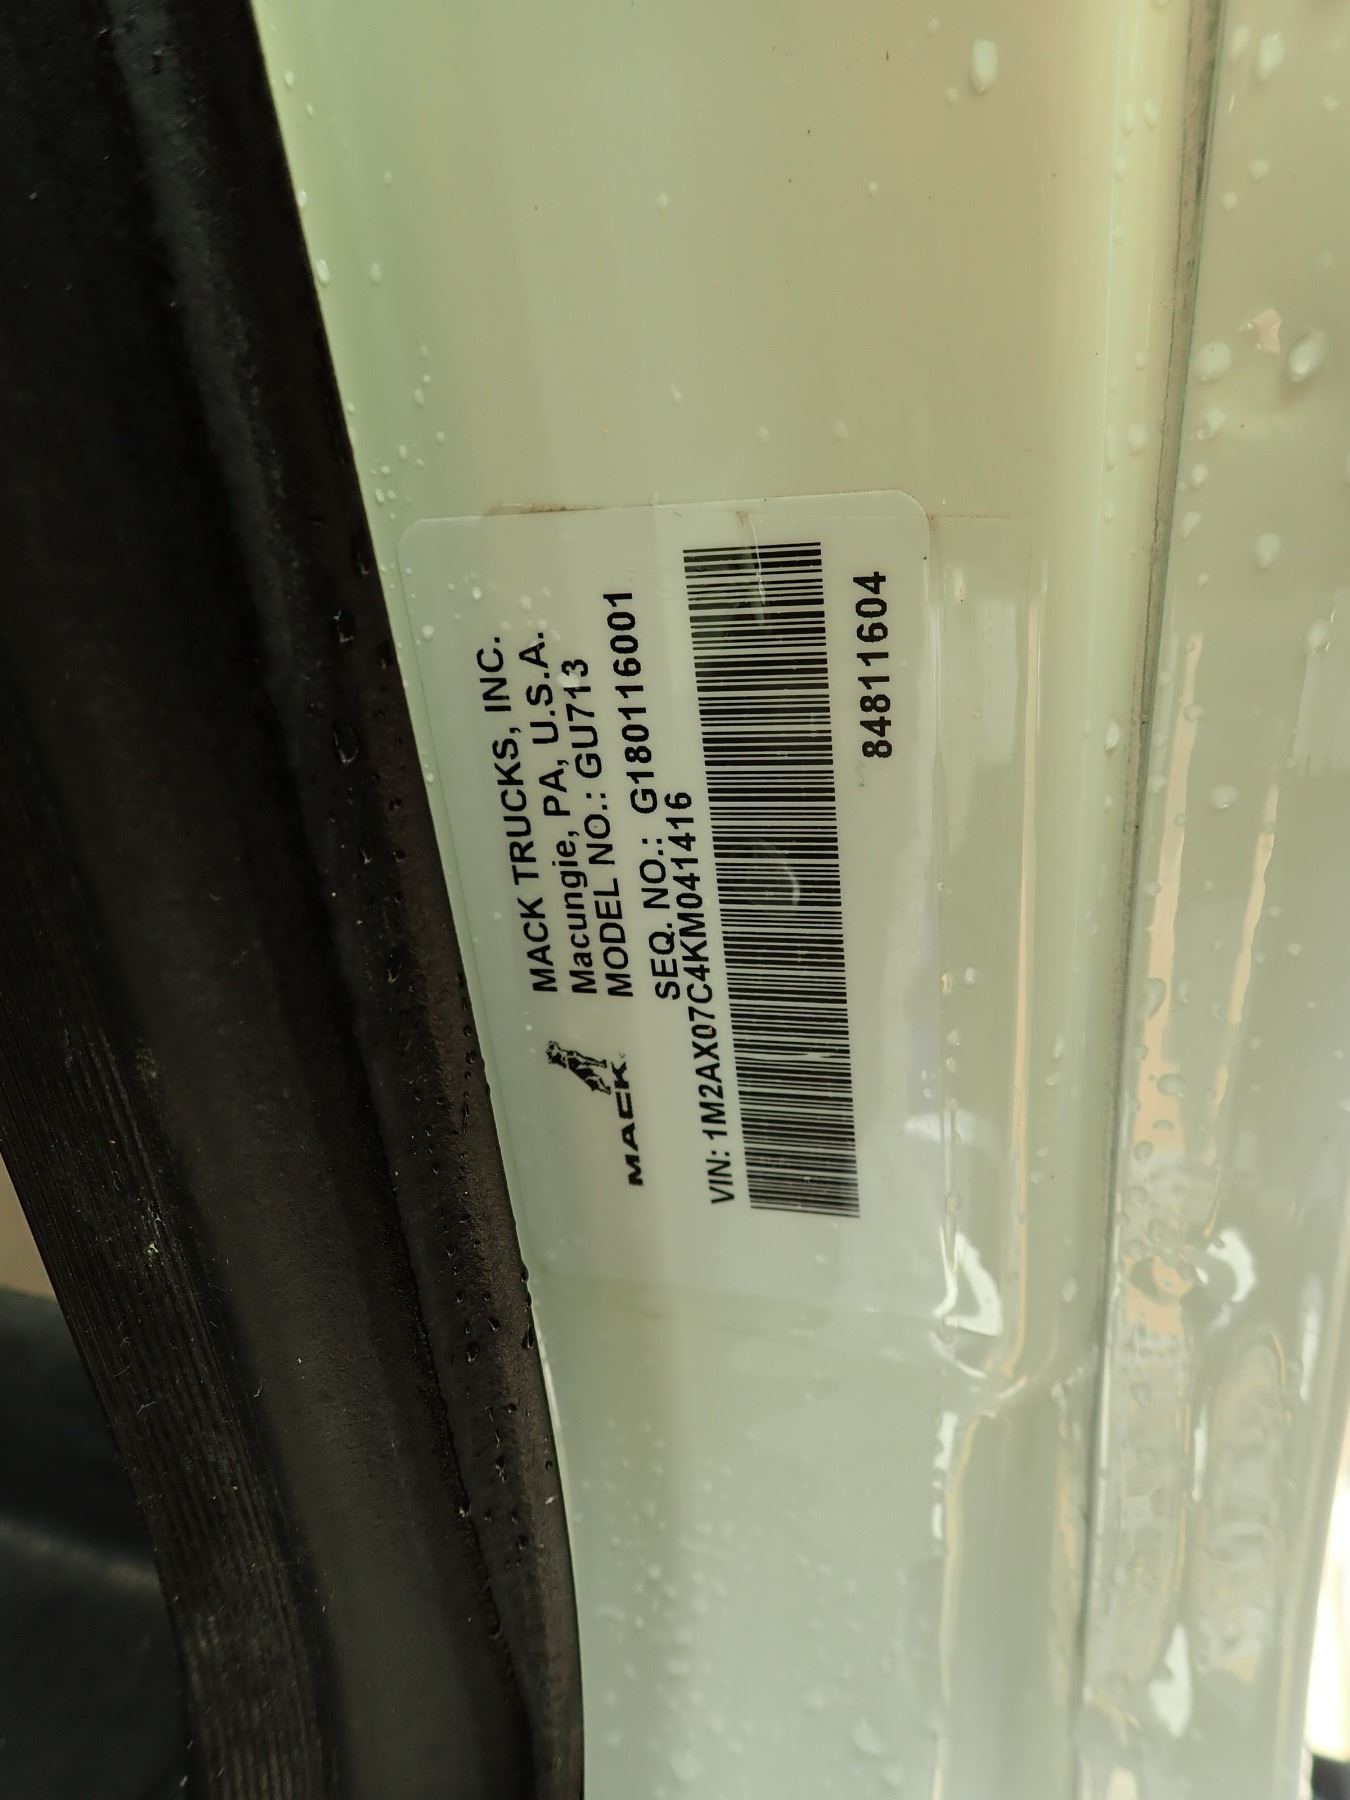 MACK TRUCKS, INC.
Macungie, PA, U.S.A.
MODEL NO.: GU713
SEQ. NO.: G180116001
MACK
VIN: 1M2AX07C4KM041416
84811604